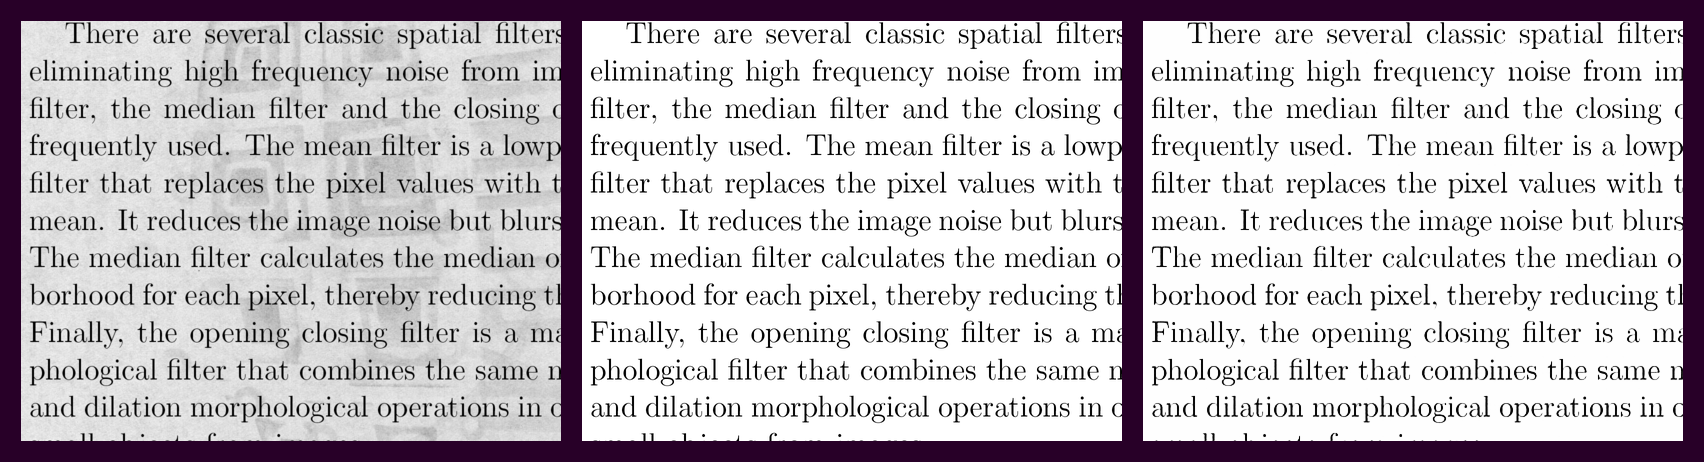 There are several classic spatial filters
eliminating high frequency noise from im
filter, the median filter and the closing
frequently used. The mean filter is a lowp
filter that replaces the pixel values with t
mean. It reduces the image noise but blurs
The median filter calculates the median o
borhood for each pixel, thereby reducing th
Finally, the opening closing filter is a ma
phological filter that combines the same
and dilation morphological operations in
There are several classic spatial filters
eliminating high frequency noise from im
filter, the median filter and the closing
frequently used. The mean filter is a lowp
filter that replaces the pixel values with t
mean. It reduces the image noise but blurs
The median filter calculates the median o
borhood for each pixel, thereby reducing th
Finally, the opening closing filter is a ma
phological filter that combines the same
and dilation morphological operations in
There are several classic spatial filters
eliminating high frequency noise from im
filter, the median filter and the closing
frequently used. The mean filter is a lowp
filter that replaces the pixel values with t
mean. It reduces the image noise but blurs
The median filter calculates the median o
borhood for each pixel, thereby reducing th
Finally, the opening closing filter is a ma
phological filter that combines the same
and dilation morphological operations in